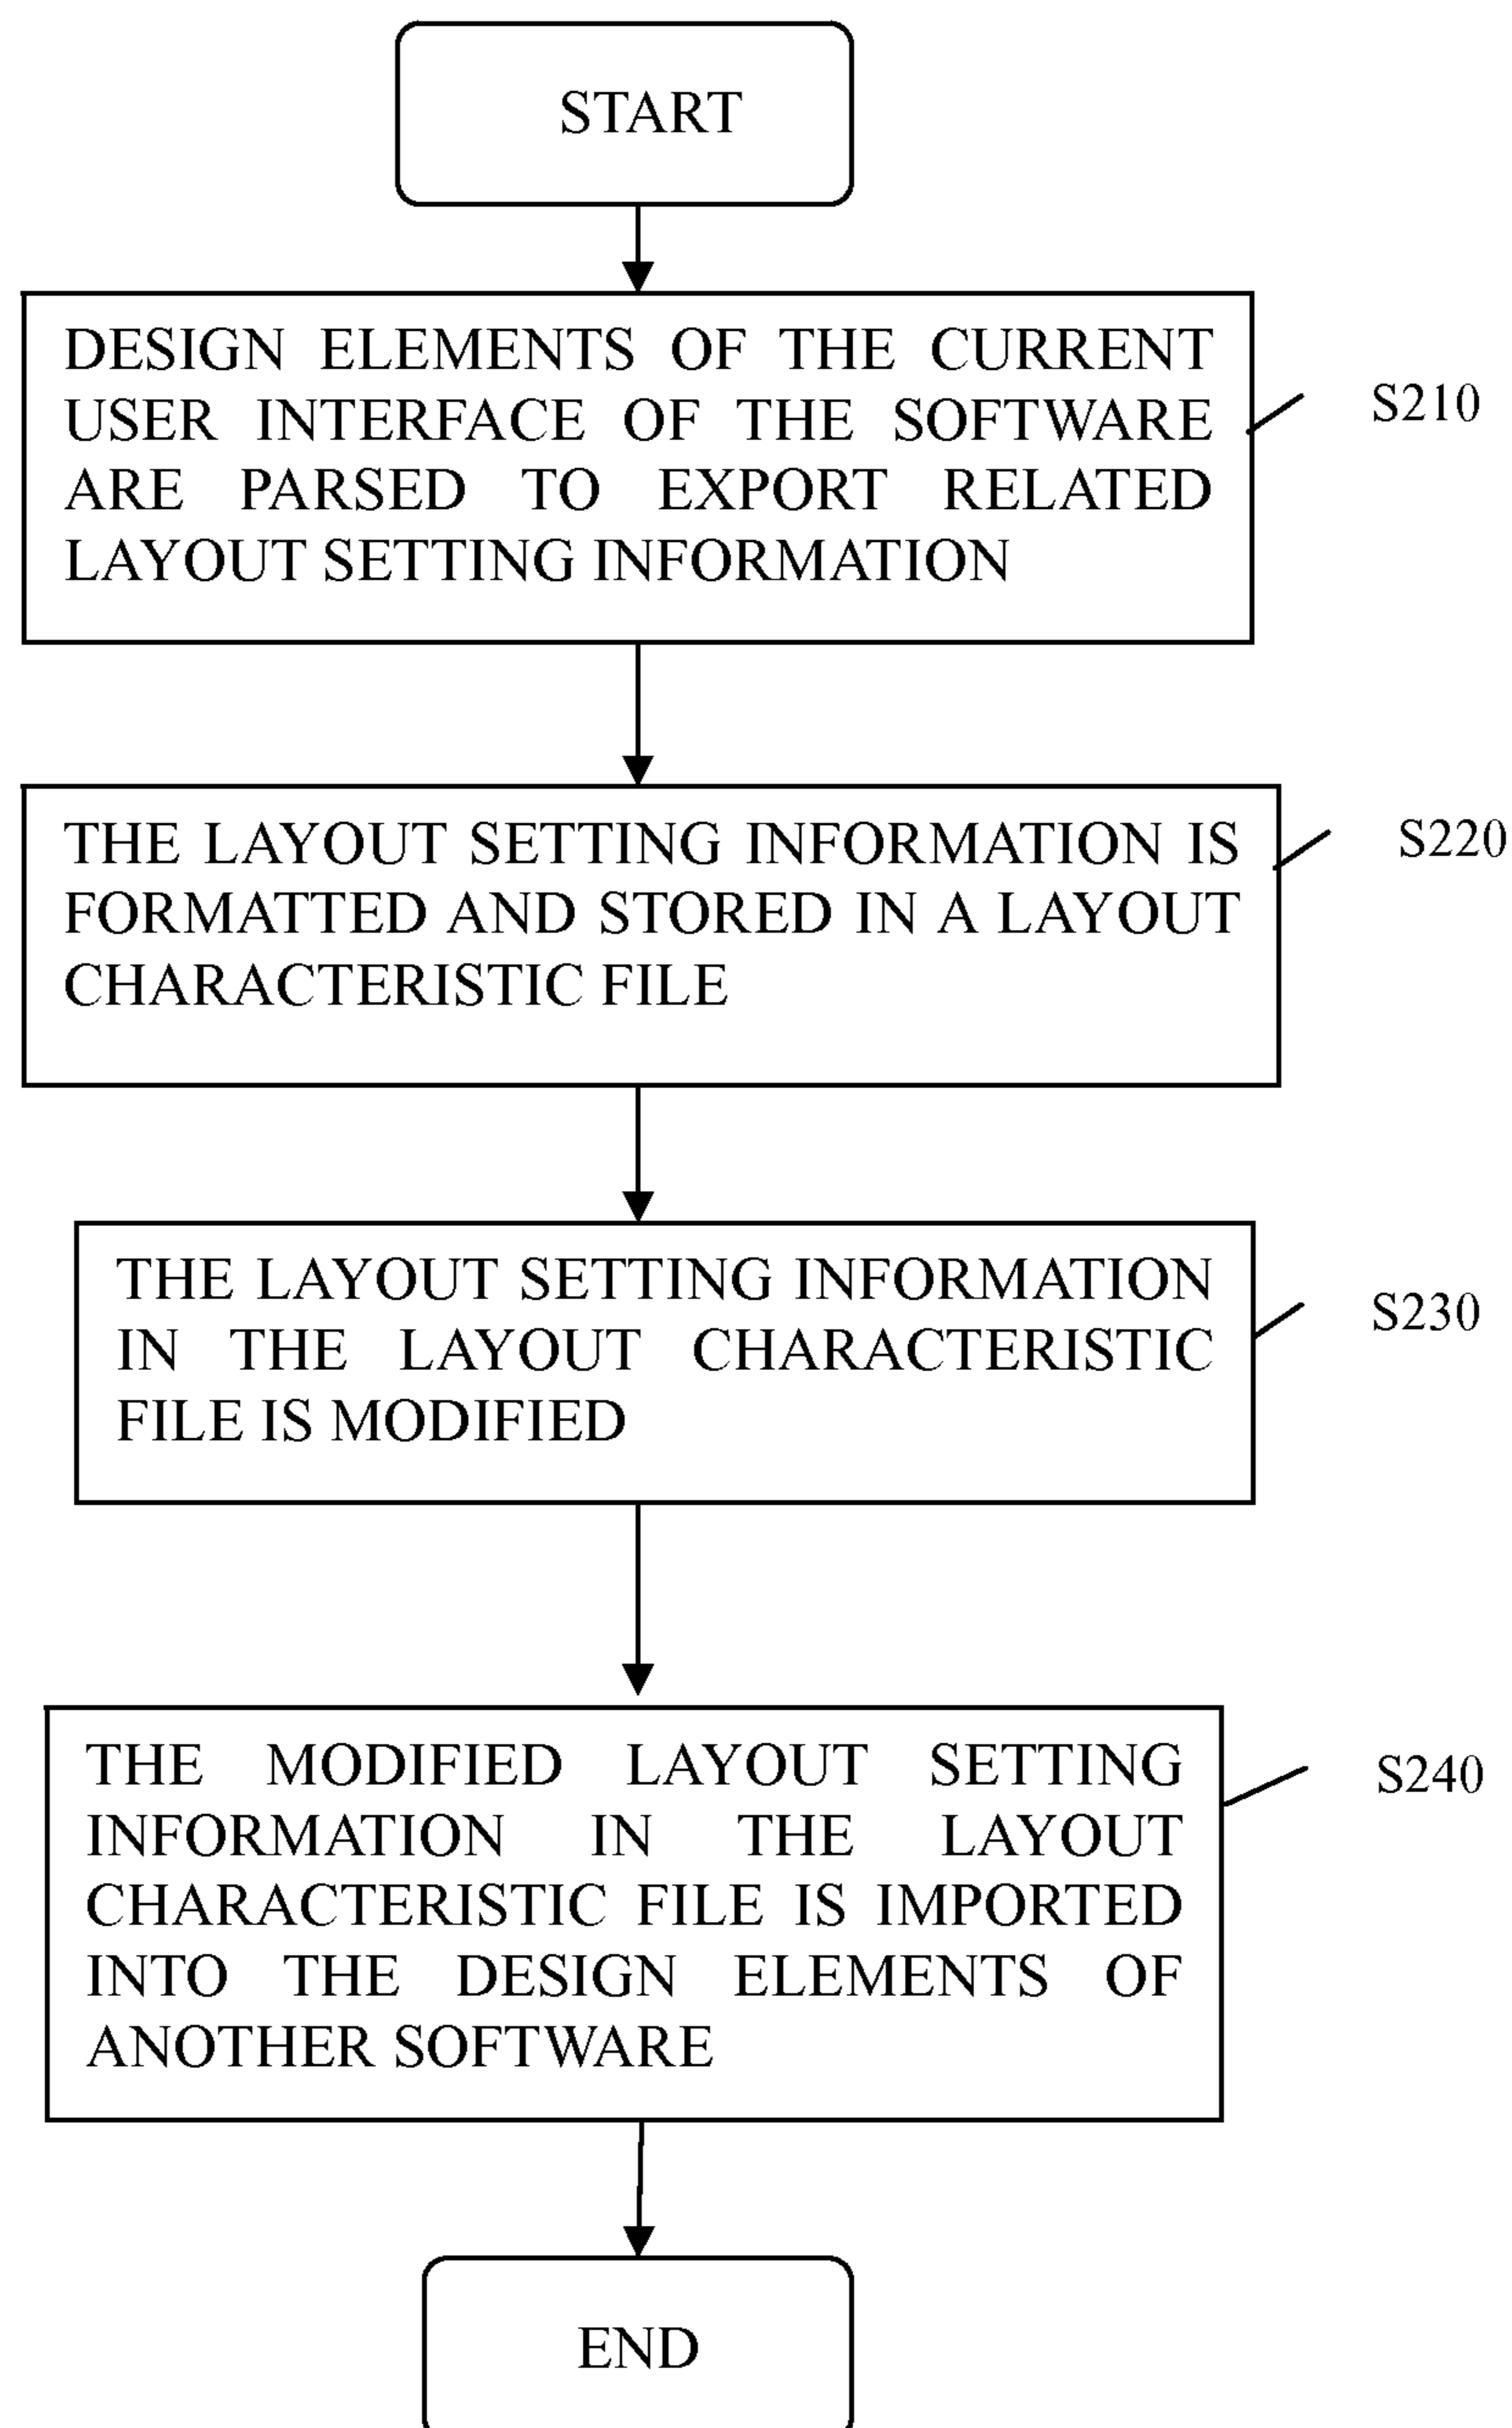 START
DESIGN ELEMENTS OF THE CURRENT
USER INTERFACE OF THE SOFTWARE
ARE PARSED TO EXPORT RELATED
LAYOUT SETTING INFORMATION
S210
THE LAYOUT SETTING INFORMATION IS
FORMATTED AND STORED IN A LAYOUT
CHARACTERISTIC FILE
S220
THE LAYOUT SETTING INFORMATION
IN THE LAYOUT CHARACTERISTIC
FILE IS MODIFIED
S230
THE MODIFIED LAYOUT SETTING
INFORMATION IN THE LAYOUT
CHARACTERISTIC FILE IS IMPORTED
INTO THE DESIGN ELEMENTS OF
ANOTHER SOFTWARE
S240
END